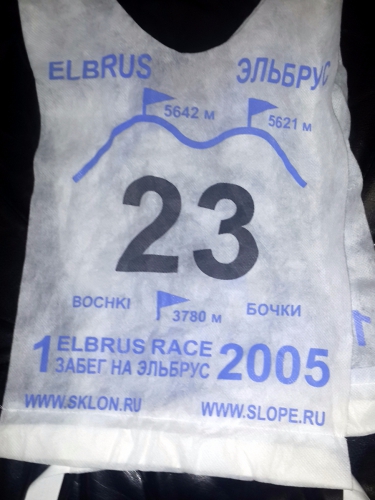 ELBRUS ЭЛЬБРУС
5642 м 5621 м
23
BOCHKI 3780 м БОЧКИ
1 ELBRUS RACE 2005
ЗАБЕГ НА ЭЛЬБРУС
WWW.SKLON.RU WWW.SLOPE.RU